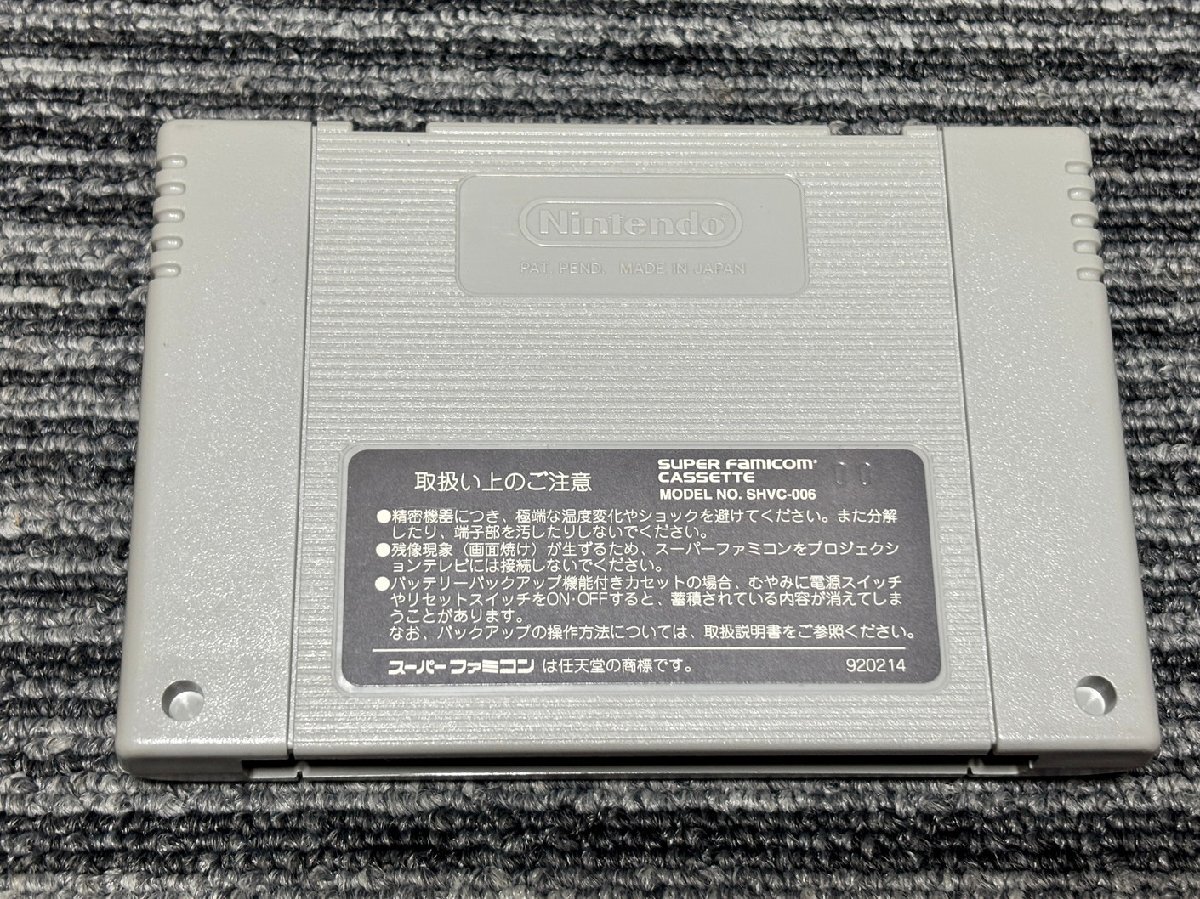 Nintendo
PAT. PEND. MADE IN JAPAN
取扱い上のご注意
SUPER FAMICOM
CASSETTE
MODEL NO. SHVC-006
●精密機器につき、極端な温度変化やショックを避けてください。また分解
したり、端子部を汚したりしないでください。
●残像現象(画面焼け)が生ずるため、スーパーファミコンをプロジェクシ
ョンテレビには接続しないでください。
●バッテリーバックアップ機能付きカセットの場合、むやみに電源スイッチ
やリセットスイッチをON・OFFすると、蓄積されている内容が消えてしま
うことがあります。
なお、バックアップの操作方法については、取扱説明書をご参照ください。
スーパーファミコン は任天堂の商標です。
920214